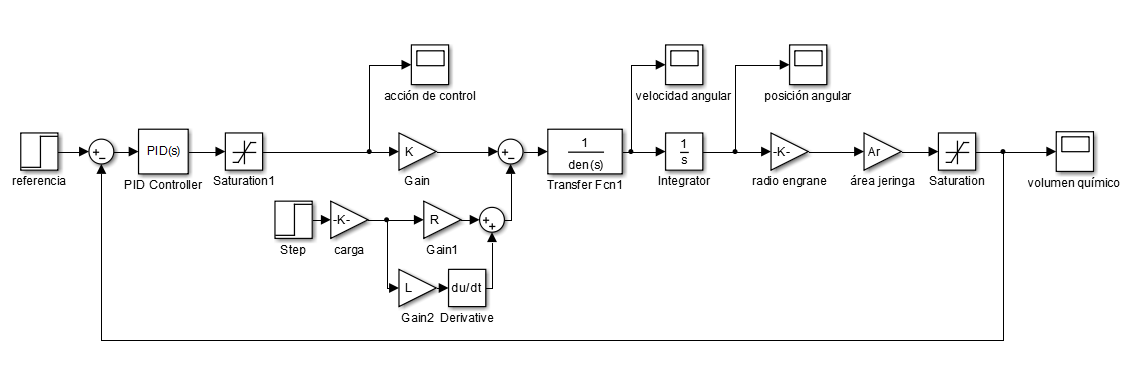 acción de control
velocidad angular
posición angular
referencia
+
−
PID(s)
PID Controller
Saturation1
K
Gain
+
−
1
den(s)
Transfer Fcn1
1
s
Integrator
-K-
radio engrane
Ar
área jeringa
Saturation
volumen químico
Step
-K-
carga
R
Gain1
+
+
L
Gain2
du/dt
Derivative